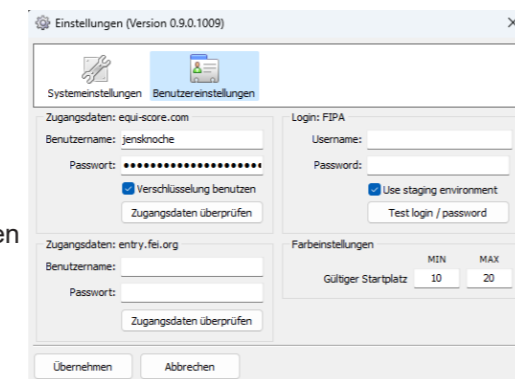 Einstellungen (Version 0.9.0.1009)
Systemeinstellungen Benutzereinstellungen
Zugangsdaten: equi-score.com
Benutzername: jensknoche
Passwort: ●●●●●●●●●●●●●●●●●●●●●
Verschlüsselung benutzen
Zugangsdaten überprüfen
en
Zugangsdaten: entry.fei.org
Benutzername:
Passwort:
Zugangsdaten überprüfen
Login: FIPA
Username:
Password:
Use staging environment
Test login / password
Farbeinstellungen
MIN MAX
Gültiger Startplatz 10 20
Übernehmen Abbrechen